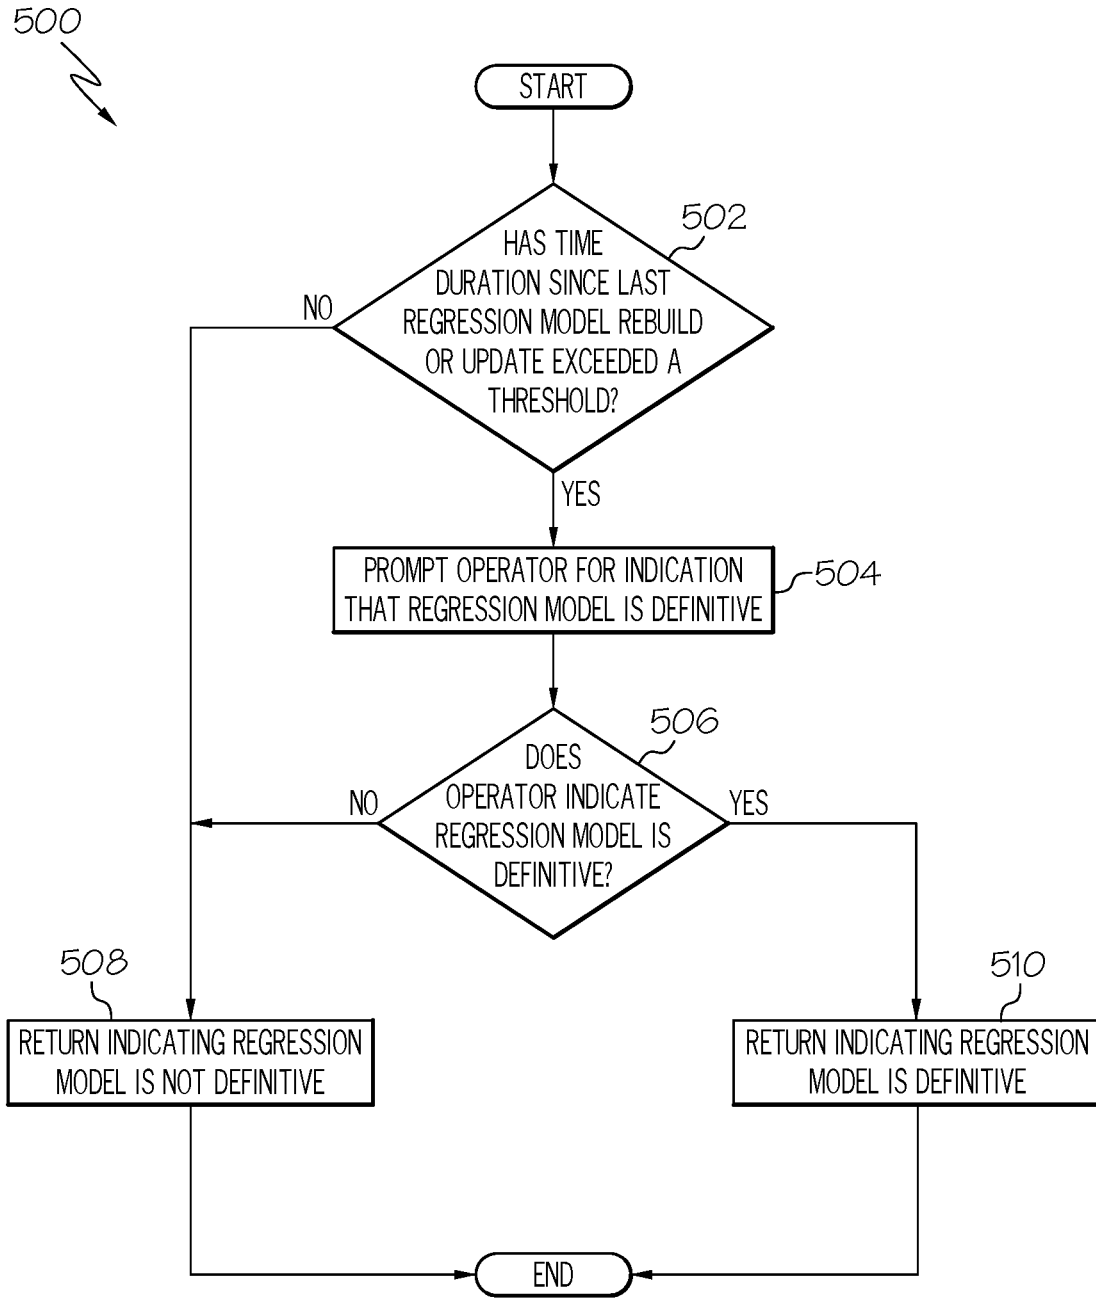 500
START
502
HAS TIME
DURATION SINCE LAST
REGRESSION MODEL REBUILD
OR UPDATE EXCEEDED A
THRESHOLD?
NO
YES
PROMPT OPERATOR FOR INDICATION
THAT REGRESSION MODEL IS DEFINITIVE
504
506
DOES
OPERATOR INDICATE
REGRESSION MODEL IS
DEFINITIVE?
NO
YES
508
RETURN INDICATING REGRESSION
MODEL IS NOT DEFINITIVE
510
RETURN INDICATING REGRESSION
MODEL IS DEFINITIVE
END